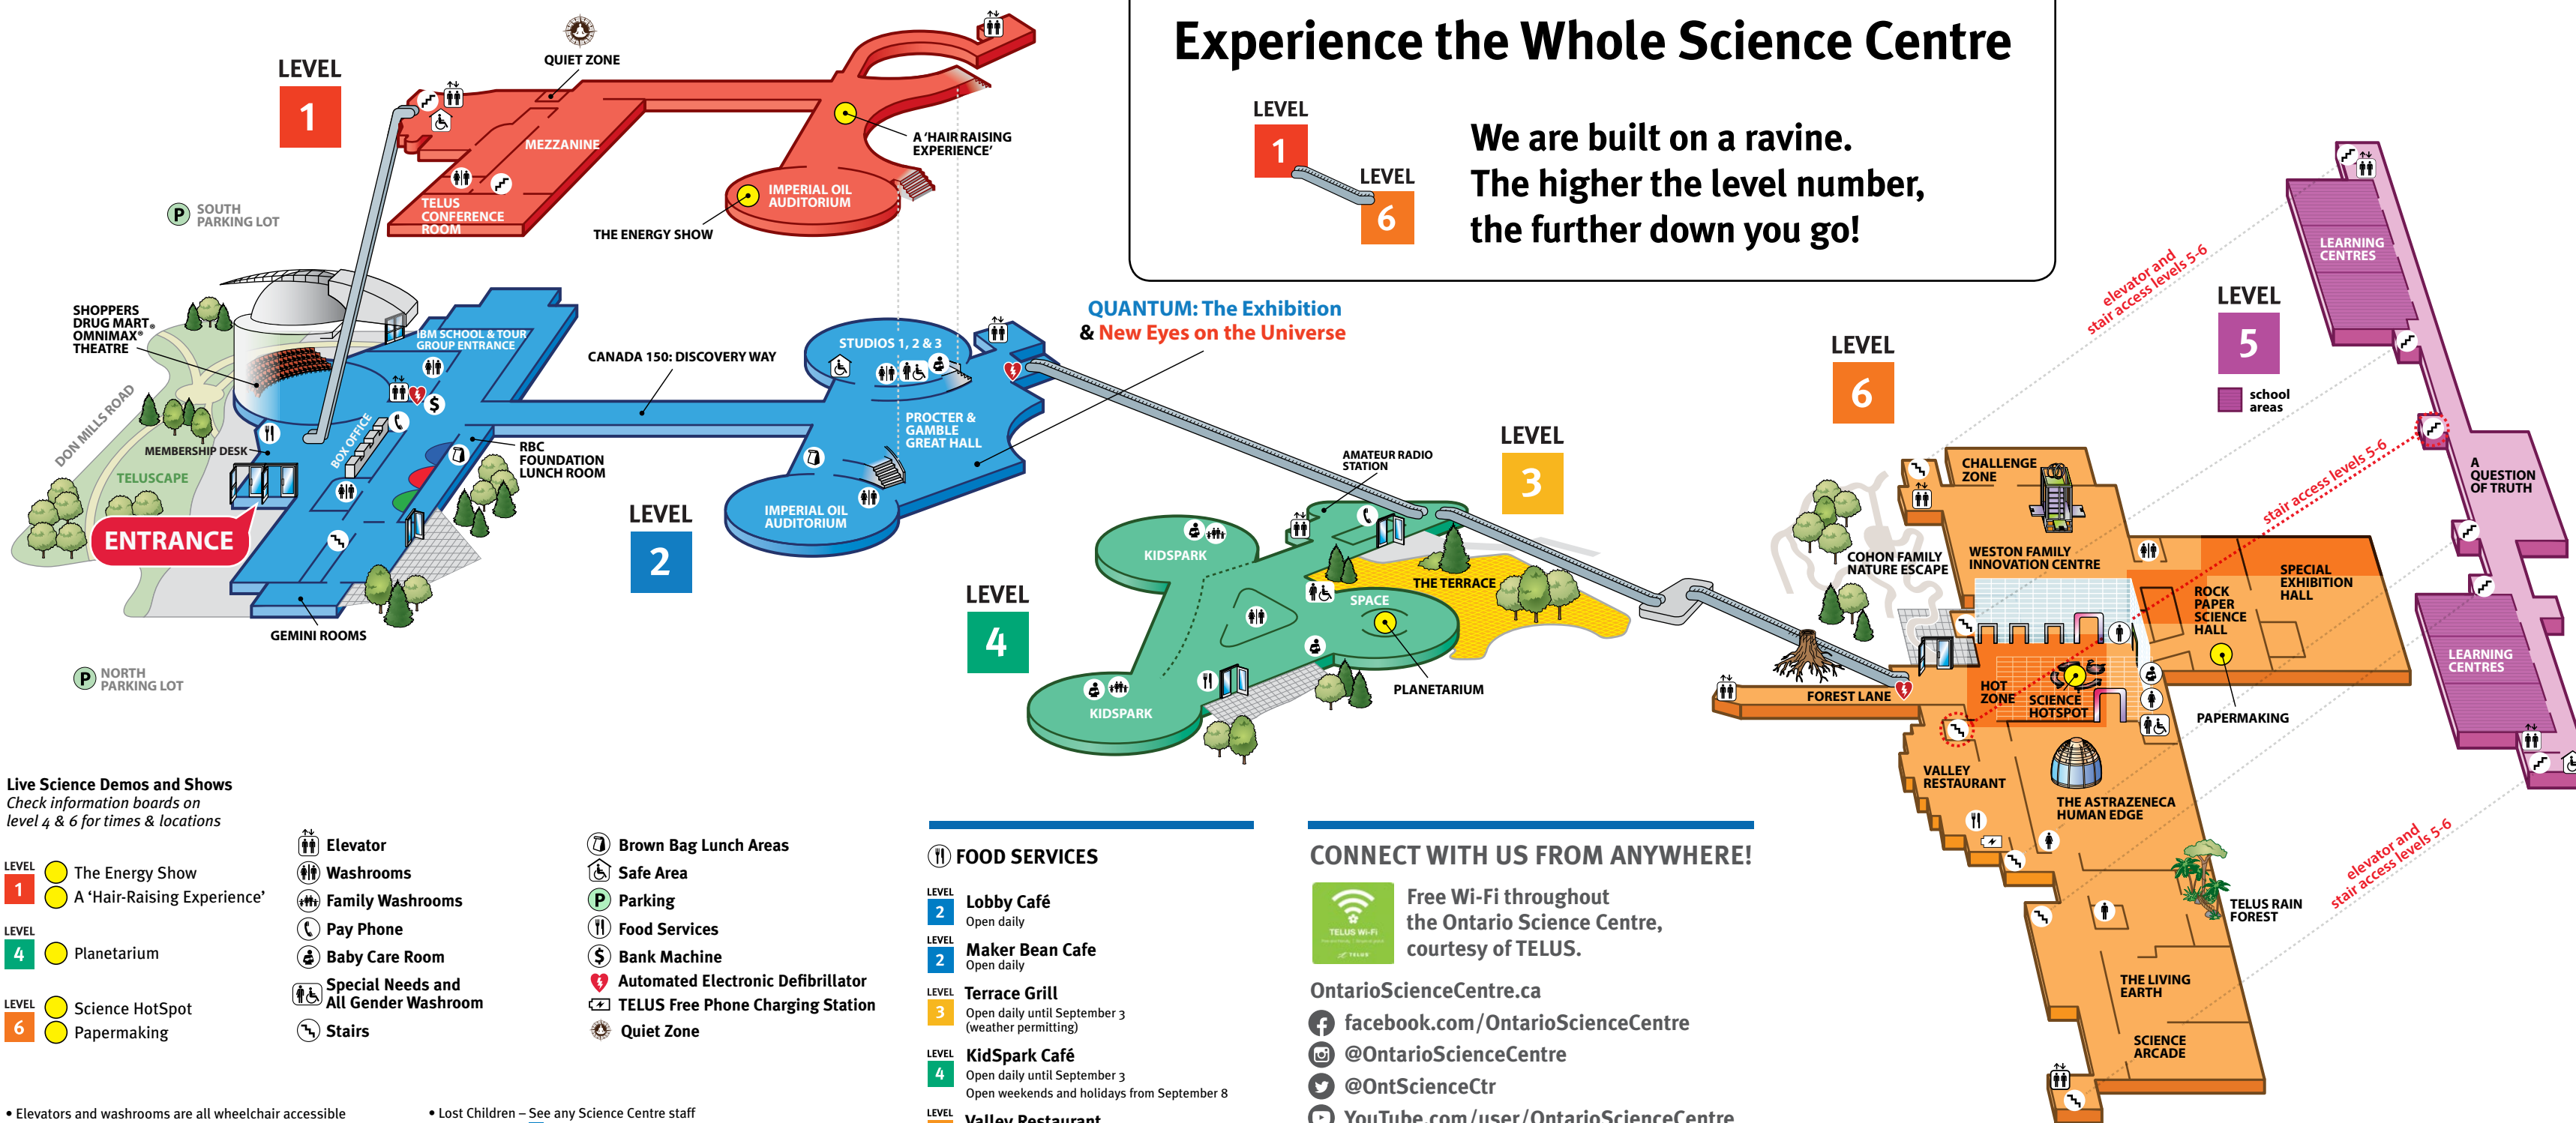 Experience the Whole Science Centre
LEVEL
1
LEVEL
6
We are built on a ravine.
The higher the level number,
the further down you go!
LEVEL
1
QUIET ZONE
MEZZANINE
TELUS
CONFERENCE
ROOM
A ‘HAIR RAISING
EXPERIENCE’
IMPERIAL OIL
AUDITORIUM
THE ENERGY SHOW
P
SOUTH
PARKING LOT
SHOPPERS
DRUG MART®
OMNIMAX®
THEATRE
IBM SCHOOL & TOUR
GROUP ENTRANCE
CANADA 150: DISCOVERY WAY
STUDIOS 1, 2 & 3
PROCTER &
GAMBLE
GREAT HALL
QUANTUM: The Exhibition
& New Eyes on the Universe
DON MILLS ROAD
TELUSCAPE
MEMBERSHIP DESK
BOX OFFICE
$
RBC
FOUNDATION
LUNCH ROOM
ENTRANCE
IMPERIAL OIL
AUDITORIUM
LEVEL
2
GEMINI ROOMS
P
NORTH
PARKING LOT
LEVEL
3
AMATEUR RADIO
STATION
THE TERRACE
LEVEL
4
KIDSPARK
SPACE
KIDSPARK
PLANETARIUM
LEVEL
6
CHALLENGE
ZONE
COHON FAMILY
NATURE ESCAPE
WESTON FAMILY
INNOVATION CENTRE
SPECIAL
EXHIBITION
HALL
ROCK
PAPER
SCIENCE
HALL
FOREST LANE
HOT
ZONE
SCIENCE
HOTSPOT
PAPERMAKING
VALLEY
RESTAURANT
THE ASTRAZENECA
HUMAN EDGE
TELUS RAIN
FOREST
THE LIVING
EARTH
SCIENCE
ARCADE
LEVEL
5
school
areas
LEARNING
CENTRES
A
QUESTION
OF TRUTH
LEARNING
CENTRES
elevator and
stair access levels 5-6
stair access levels 5-6
elevator and
stair access levels 5-6
Live Science Demos and Shows
Check information boards on
level 4 & 6 for times & locations
LEVEL
1
The Energy Show
A ‘Hair-Raising Experience’
LEVEL
4
Planetarium
LEVEL
6
Science HotSpot
Papermaking
Elevator
Washrooms
Family Washrooms
Pay Phone
Baby Care Room
Special Needs and
All Gender Washroom
Stairs
Brown Bag Lunch Areas
Safe Area
P Parking
Food Services
$ Bank Machine
Automated Electronic Defibrillator
TELUS Free Phone Charging Station
Quiet Zone
• Elevators and washrooms are all wheelchair accessible
• Lost Children – See any Science Centre staff
FOOD SERVICES
LEVEL
2
Lobby Café
Open daily
LEVEL
2
Maker Bean Cafe
Open daily
LEVEL
3
Terrace Grill
Open daily until September 3
(weather permitting)
LEVEL
4
KidSpark Café
Open daily until September 3
Open weekends and holidays from September 8
LEVEL
Valley Restaurant
CONNECT WITH US FROM ANYWHERE!
TELUS Wi-Fi
TELUS
Free Wi-Fi throughout
the Ontario Science Centre,
courtesy of TELUS.
OntarioScienceCentre.ca
facebook.com/OntarioScienceCentre
@OntarioScienceCentre
@OntScienceCtr
YouTube.com/user/OntarioScienceCentre